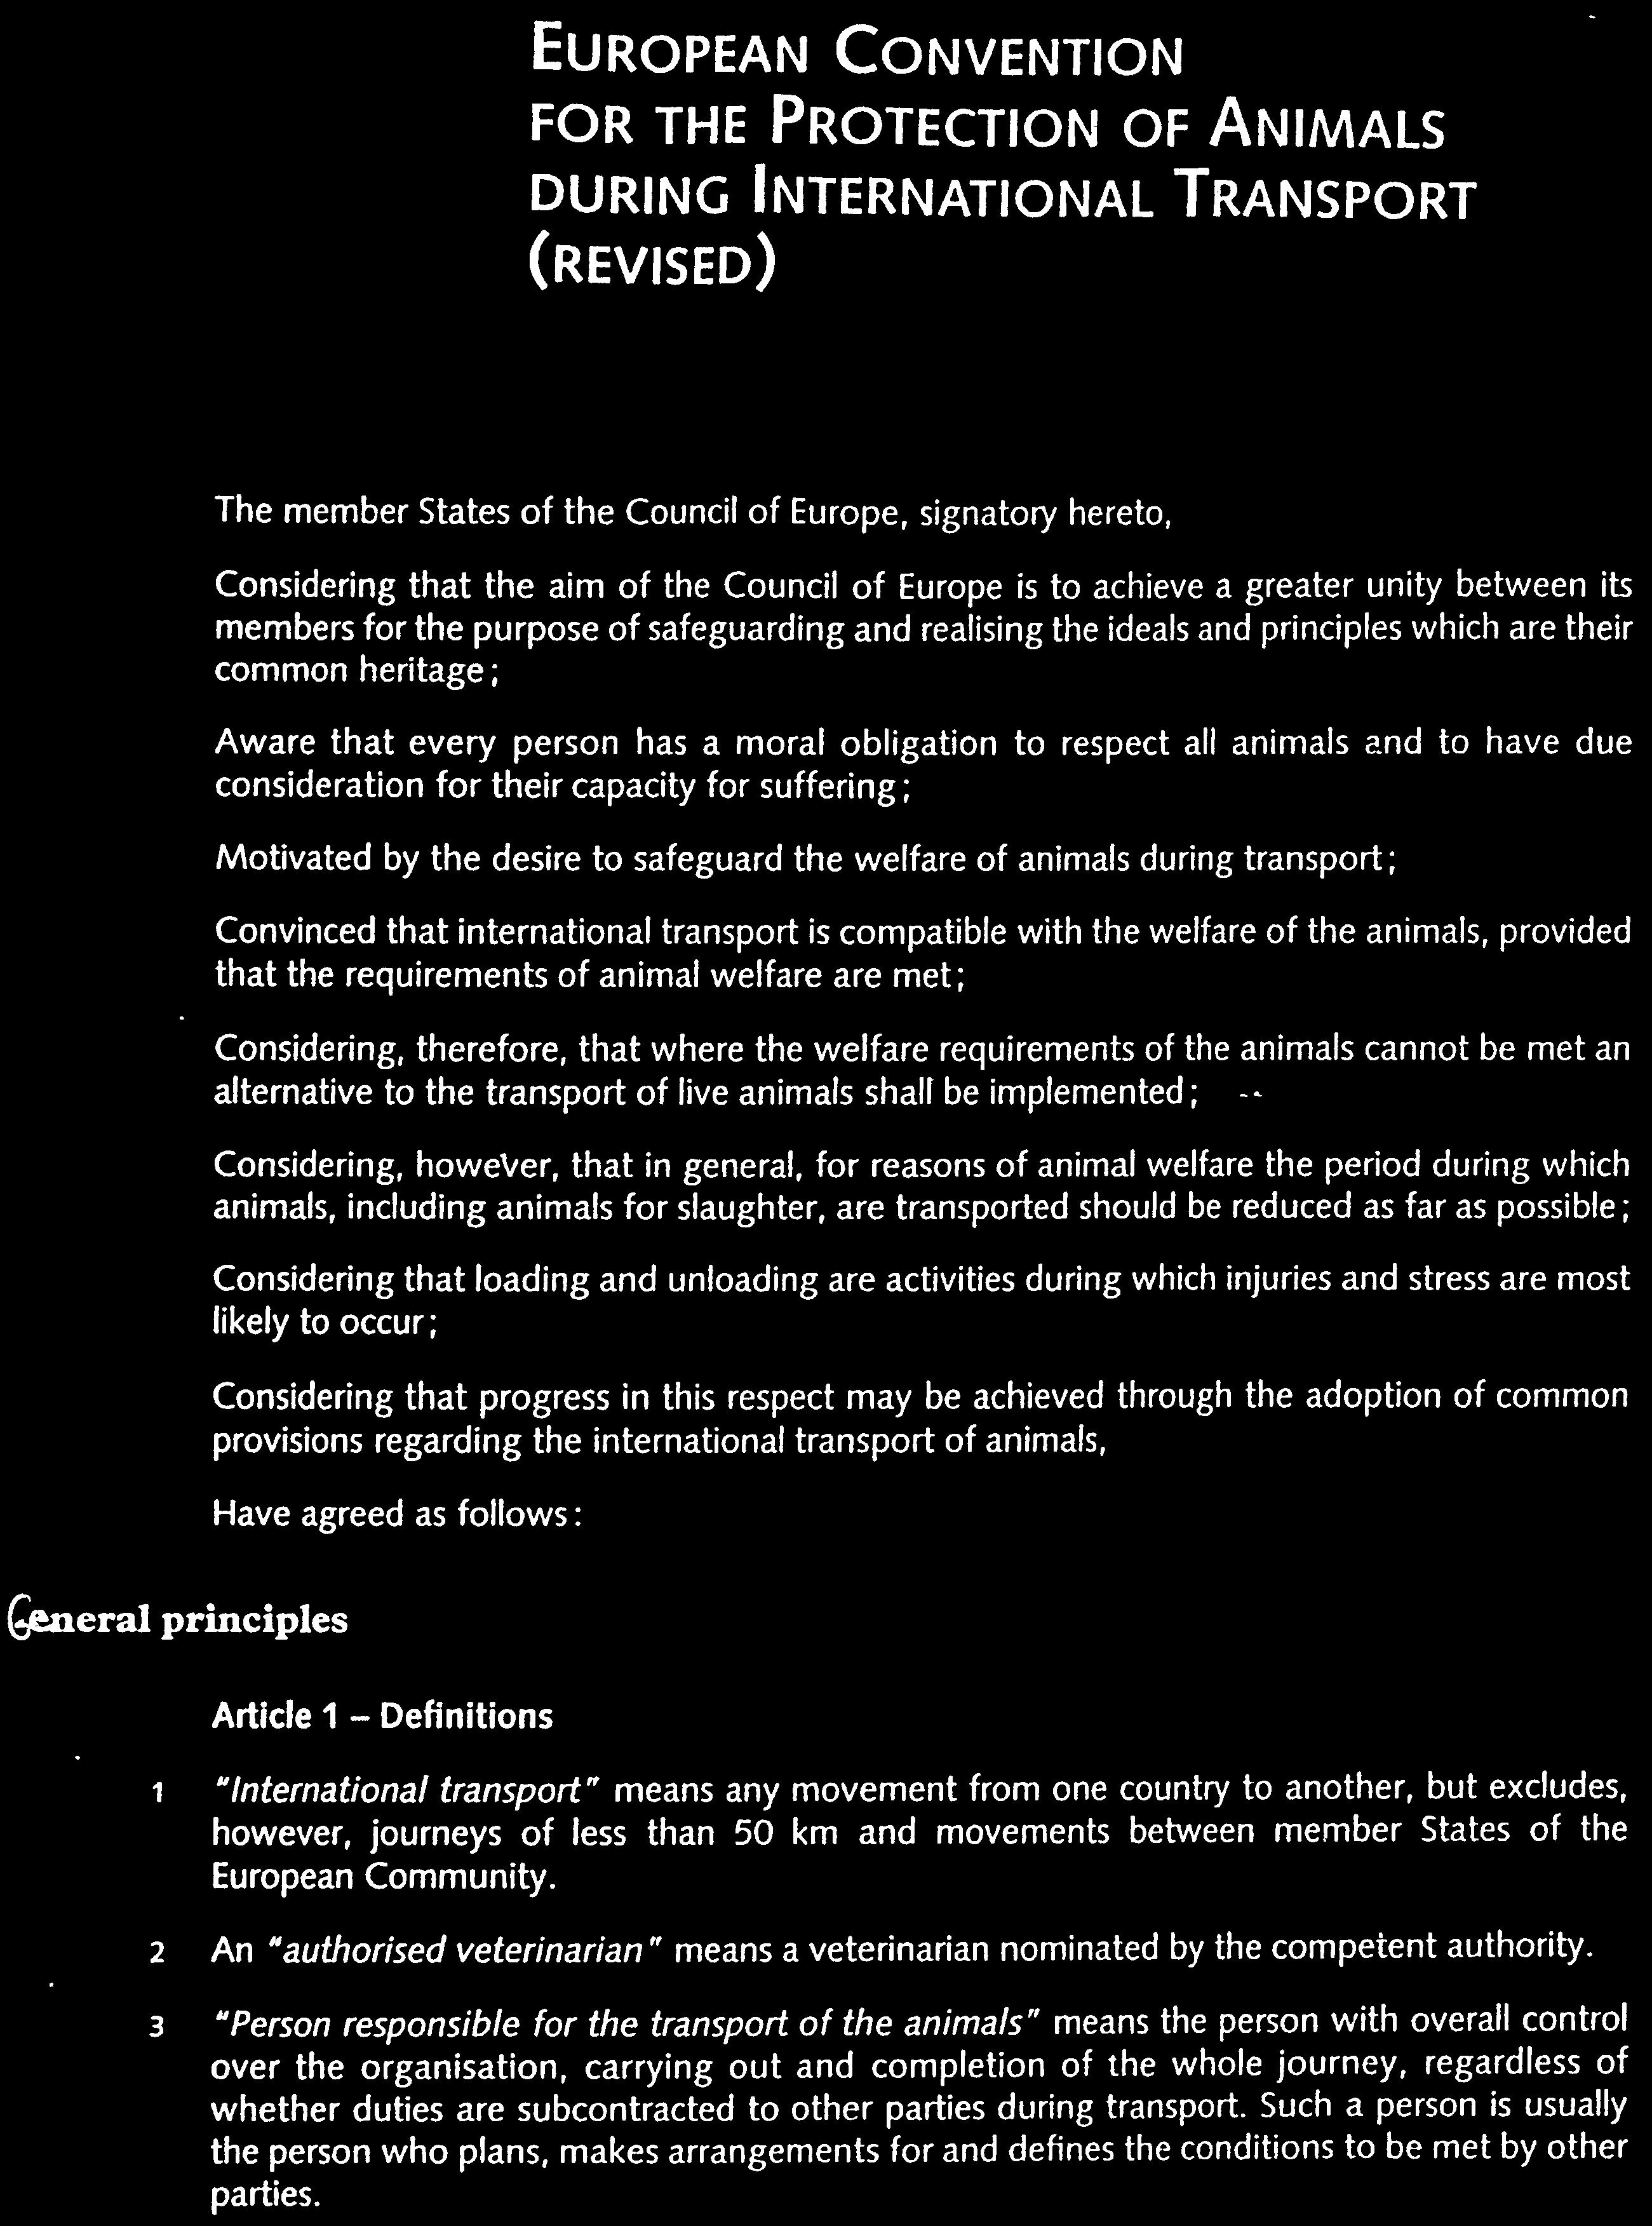 EUROPEAN CONVENTION
FOR THE PROTECTION OF ANIMALS
DURING INTERNATIONAL TRANSPORT
(REVISED)
The member States of the Council of Europe, signatory hereto,
Considering that the aim of the Council of Europe is to achieve a greater unity between its
members for the purpose of safeguarding and realising the ideals and principles which are their
common heritage;
Aware that every person has a moral obligation to respect all animals and to have due
consideration for their capacity for suffering;
Motivated by the desire to safeguard the welfare of animals during transport;
Convinced that international transport is compatible with the welfare of the animals, provided
that the requirements of animal welfare are met;
Considering, therefore, that where the welfare requirements of the animals cannot be met an
alternative to the transport of live animals shall be implemented;
Considering, however, that in general, for reasons of animal welfare the period during which
animals, including animals for slaughter, are transported should be reduced as far as possible;
Considering that loading and unloading are activities during which injuries and stress are most
likely to occur;
Considering that progress in this respect may be achieved through the adoption of common
provisions regarding the international transport of animals,
Have agreed as follows:
General principles
Article 1 – Definitions
1 "International transport" means any movement from one country to another, but excludes,
however, journeys of less than 50 km and movements between member States of the
European Community.
2 An "authorised veterinarian" means a veterinarian nominated by the competent authority.
3 "Person responsible for the transport of the animals" means the person with overall control
over the organisation, carrying out and completion of the whole journey, regardless of
whether duties are subcontracted to other parties during transport. Such a person is usually
the person who plans, makes arrangements for and defines the conditions to be met by other
parties.